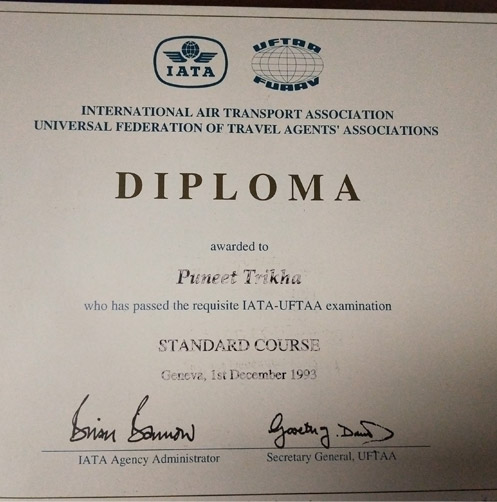 IATA
UFTAA
FUAAV
INTERNATIONAL AIR TRANSPORT ASSOCIATION
UNIVERSAL FEDERATION OF TRAVEL AGENTS' ASSOCIATIONS
DIPLOMA
awarded to
Puneet Trikha
who has passed the requisite IATA-UFTAA examination
STANDARD COURSE
Geneva, 1st December 1993
Brian
IATA Agency Administrator
Secretary General, UFTAA